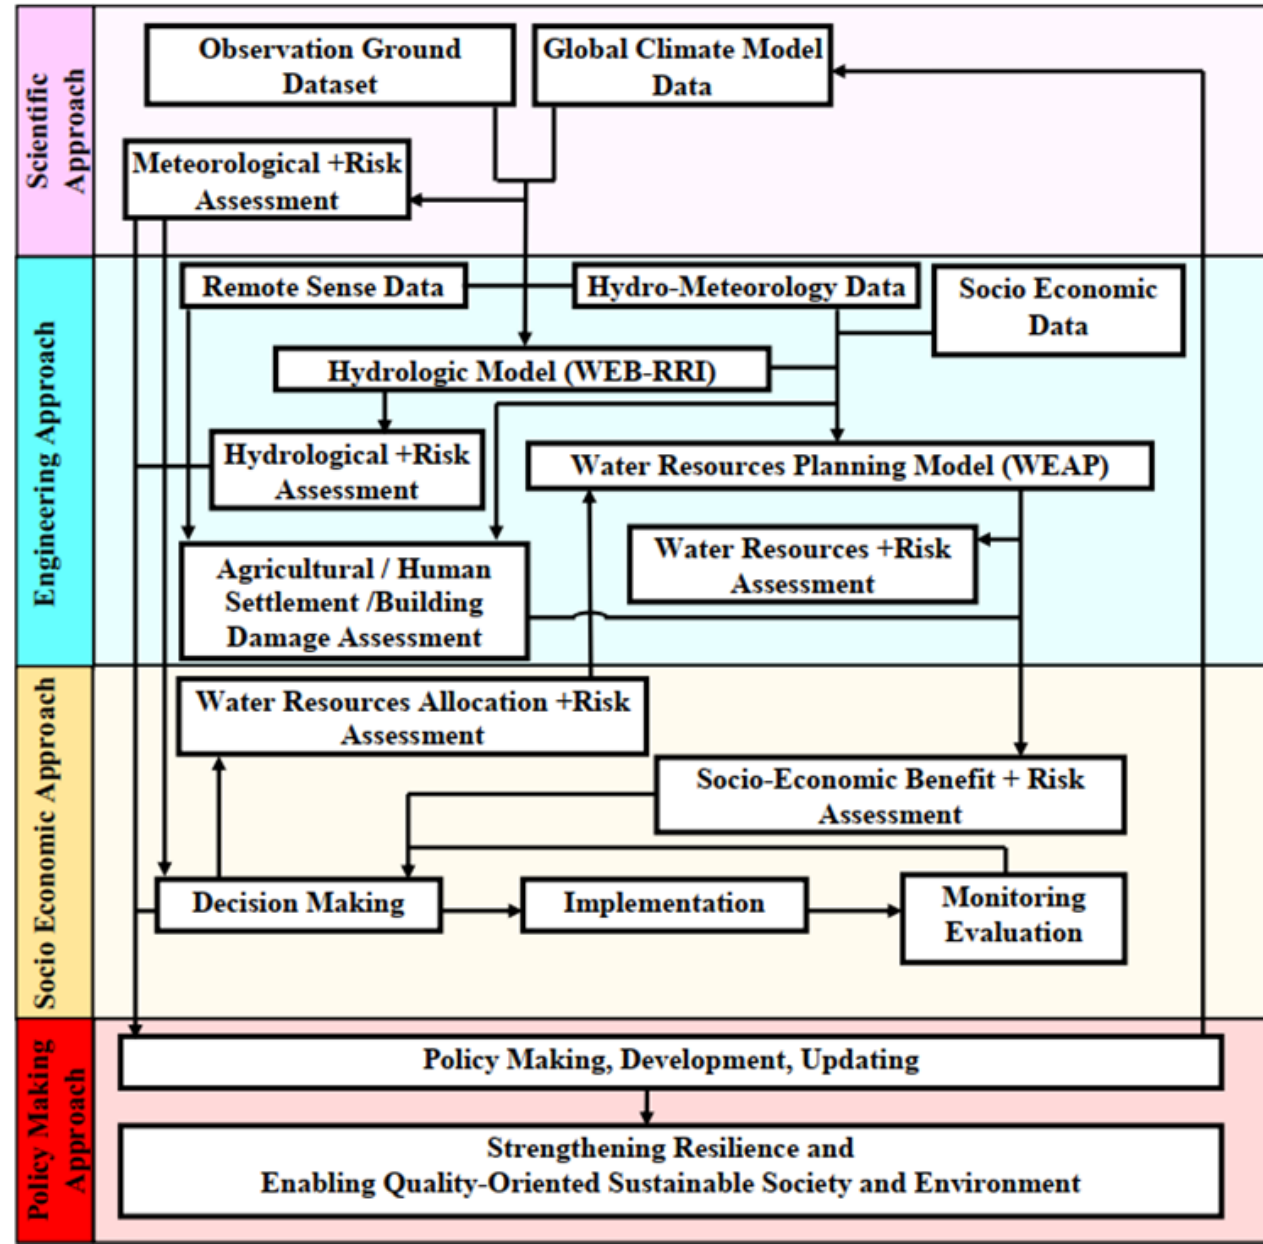 Scientific
Approach
Observation Ground
Dataset
Global Climate Model
Data
Meteorological +Risk
Assessment
Engineering Approach
Remote Sense Data
Hydro-Meteorology Data
Socio Economic
Data
Hydrologic Model (WEB-RRI)
Hydrological +Risk
Assessment
Water Resources Planning Model (WEAP)
Water Resources +Risk
Assessment
Agricultural / Human
Settlement /Building
Damage Assessment
Socio Economic Approach
Water Resources Allocation +Risk
Assessment
Socio-Economic Benefit + Risk
Assessment
Decision Making
Implementation
Monitoring
Evaluation
Policy Making
Approach
Policy Making, Development, Updating
Strengthening Resilience and
Enabling Quality-Oriented Sustainable Society and Environment